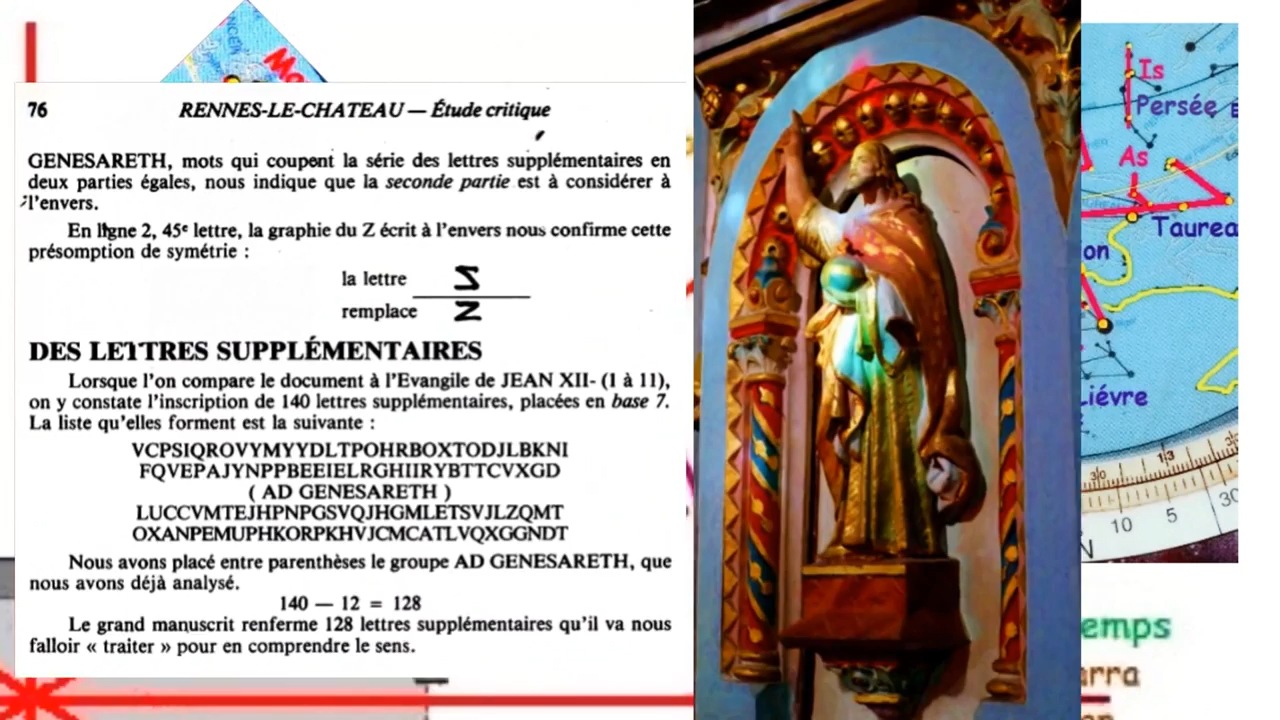 76
RENNES-LE-CHATEAU — Étude critique
GENESARETH, mots qui coupent la série des lettres supplémentaires en
deux parties égales, nous indique que la seconde partie est à considérer à
l'envers.
En ligne 2, 45e lettre, la graphie du Z écrit à l'envers nous confirme cette
présomption de symétrie :
la lettre
remplace Z
DES LETTRES SUPPLÉMENTAIRES
Lorsque l'on compare le document à l'Evangile de JEAN XII- (1 à 11),
on y constate l'inscription de 140 lettres supplémentaires, placées en base 7.
La liste qu'elles forment est la suivante :
VCPSIQROVYMYYDLTPOHRBOXTODJLBKNI
FQVEPAJYNPPBEEIELRGHIIRYBTTCVXGD
( AD GENESARETH )
LUCCVMTEJHPNPGSVQJHGMLETSVJLZQMT
OXANPEMUPHKORPKHVJCMCATLVQXGGNDT
Nous avons placé entre parenthèses le groupe AD GENESARETH, que
nous avons déjà analysé.
140 — 12 = 128
Le grand manuscrit renferme 128 lettres supplémentaires qu'il va nous
falloir « traiter » pour en comprendre le sens.
Is
Persée
As
Taurea
on
Liévre
13
30
10 5
30
emps
arra